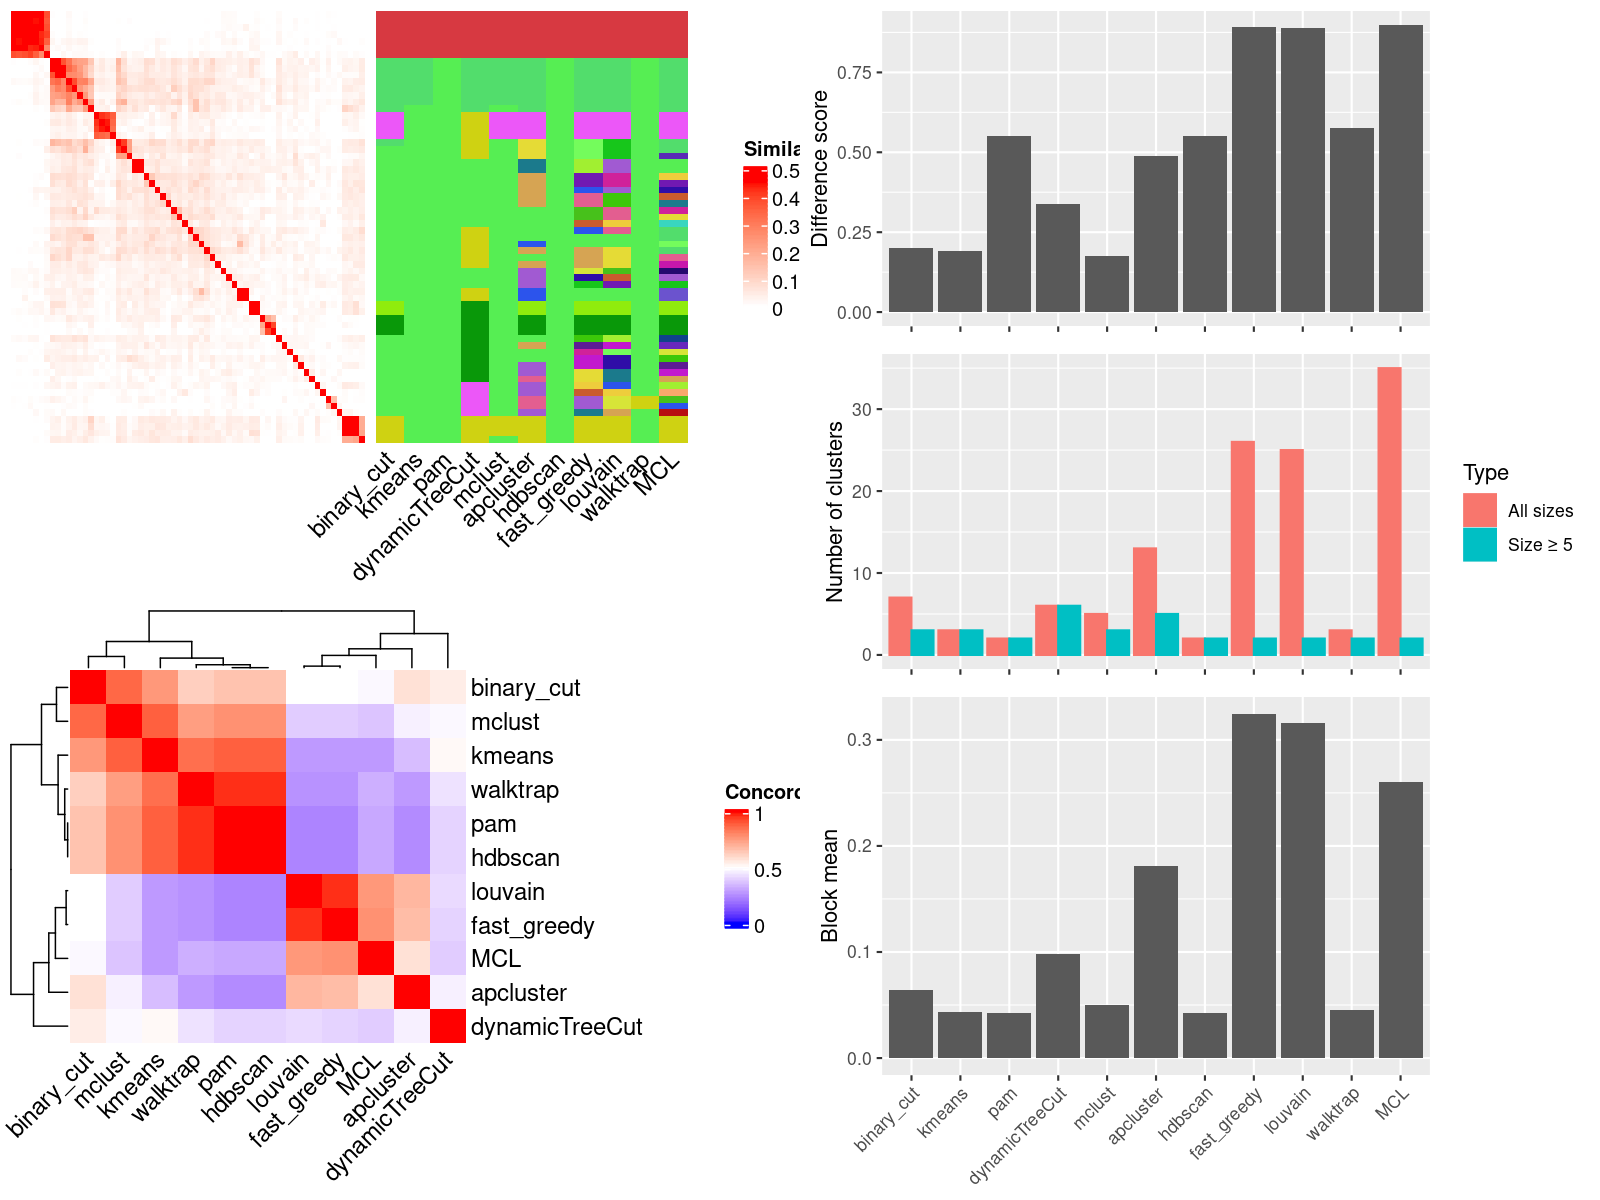 Simila
0.5
0.4
0.3
0.2
0.1
0
binary_cut
kmeans
pam
dynamicTreeCut
mclust
apcluster
hdbscan
fast_greedy
louvain
walktrap
MCL
binary_cut
mclust
kmeans
walktrap
pam
hdbscan
louvain
fast_greedy
MCL
apcluster
dynamicTreeCut
binary_cut
mclust
kmeans
walktrap
pam
hdbscan
louvain
fast_greedy
MCL
apcluster
dynamicTreeCut
Concord
1
0.5
0
Difference score
0.75
0.50
0.25
0.00
Number of clusters
30
20
10
0
Type
All sizes
Size ≥ 5
Block mean
0.3
0.2
0.1
0.0
binary_cut
kmeans
pam
dynamicTreeCut
mclust
apcluster
hdbscan
fast_greedy
louvain
walktrap
MCL